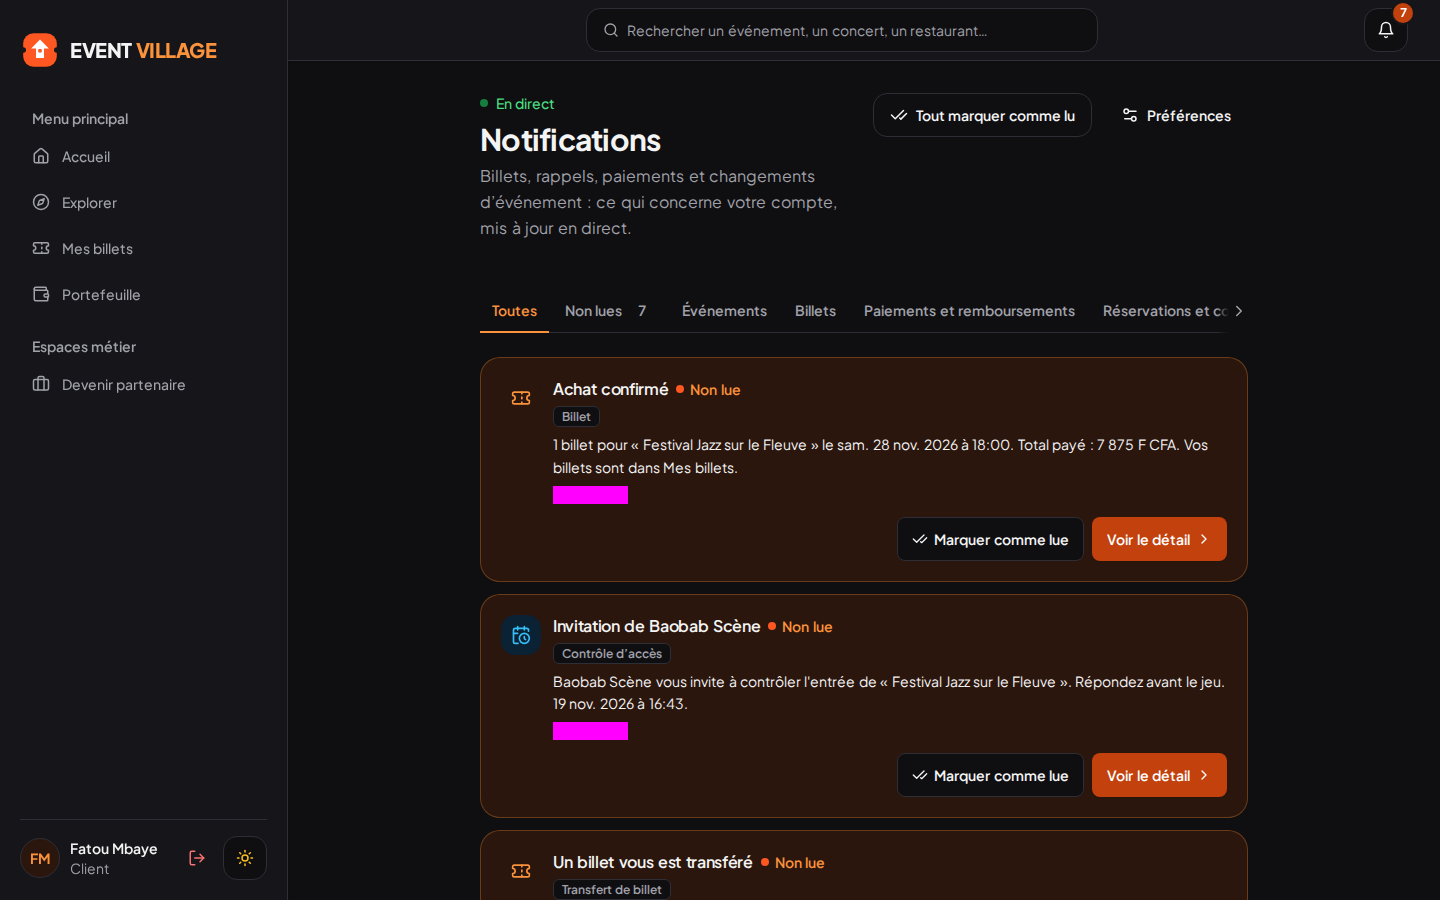 EVENT VILLAGE
Menu principal
Accueil
Explorer
Mes billets
Portefeuille
Espaces métier
Devenir partenaire
FM
Fatou Mbaye
Client
Rechercher un événement, un concert, un restaurant…
7
En direct
Notifications
Billets, rappels, paiements et changements
d’événement : ce qui concerne votre compte,
mis à jour en direct.
Tout marquer comme lu
Préférences
Toutes
Non lues 7
Événements
Billets
Paiements et remboursements
Réservations et
Achat confirmé
Non lue
Billet
1 billet pour « Festival Jazz sur le Fleuve » le sam. 28 nov. 2026 à 18:00. Total payé : 7 875 F CFA. Vos
billets sont dans Mes billets.
Marquer comme lue
Voir le détail
Invitation de Baobab Scène
Non lue
Contrôle d’accès
Baobab Scène vous invite à contrôler l'entrée de « Festival Jazz sur le Fleuve ». Répondez avant le jeu.
19 nov. 2026 à 16:43.
Marquer comme lue
Voir le détail
Un billet vous est transféré
Non lue
Transfert de billet